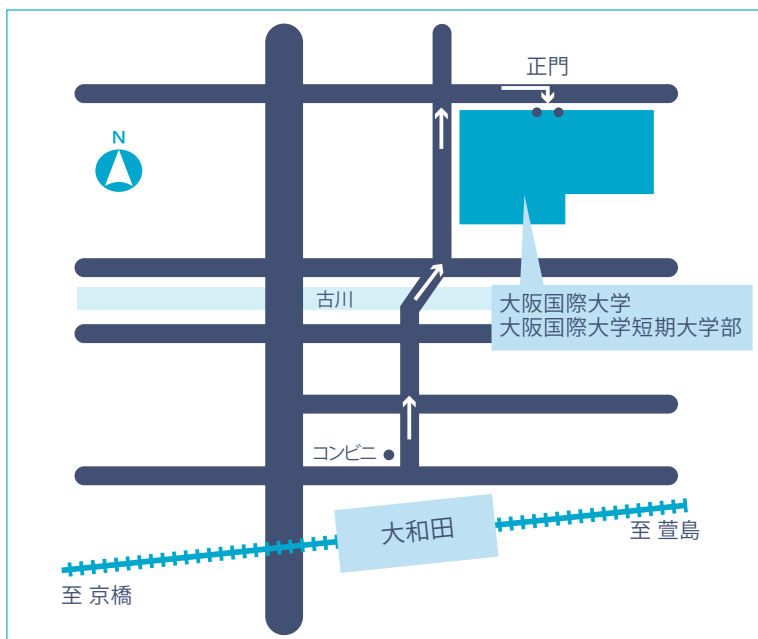 正門
N
古川
大阪国際大学
大阪国際大学短期大学部
コンビニ
大和田
至 萱島
至 京橋